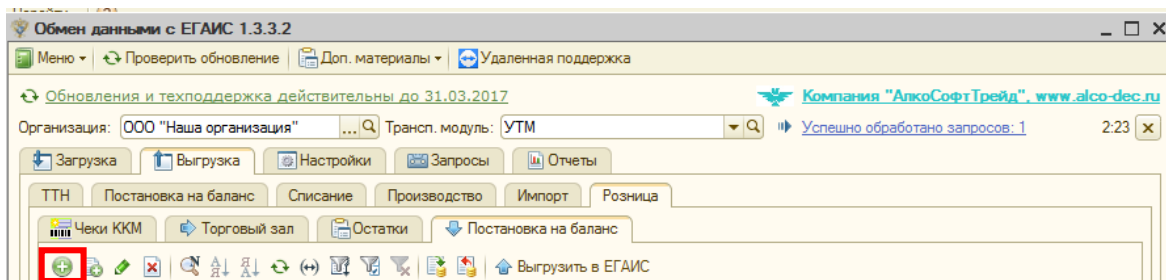 Обмен данными с ЕГАИС 1.3.3.2
Меню Проверить обновление Доп. материалы Удаленная поддержка
Обновления и техподдержка действительны до 31.03.2017 Компания "АлкоСофтТрейд", www.alco-dec.ru
Организация: ООО "Наша организация" ... Трансп. модуль: УТМ Успешно обработано запросов: 1 2:23
Загрузка Выгрузка Настройки Запросы Отчеты
ТТН Постановка на баланс Списание Производство Импорт Розница
Чеки ККМ Торговый зал Остатки Постановка на баланс
Выгрузить в ЕГАИС